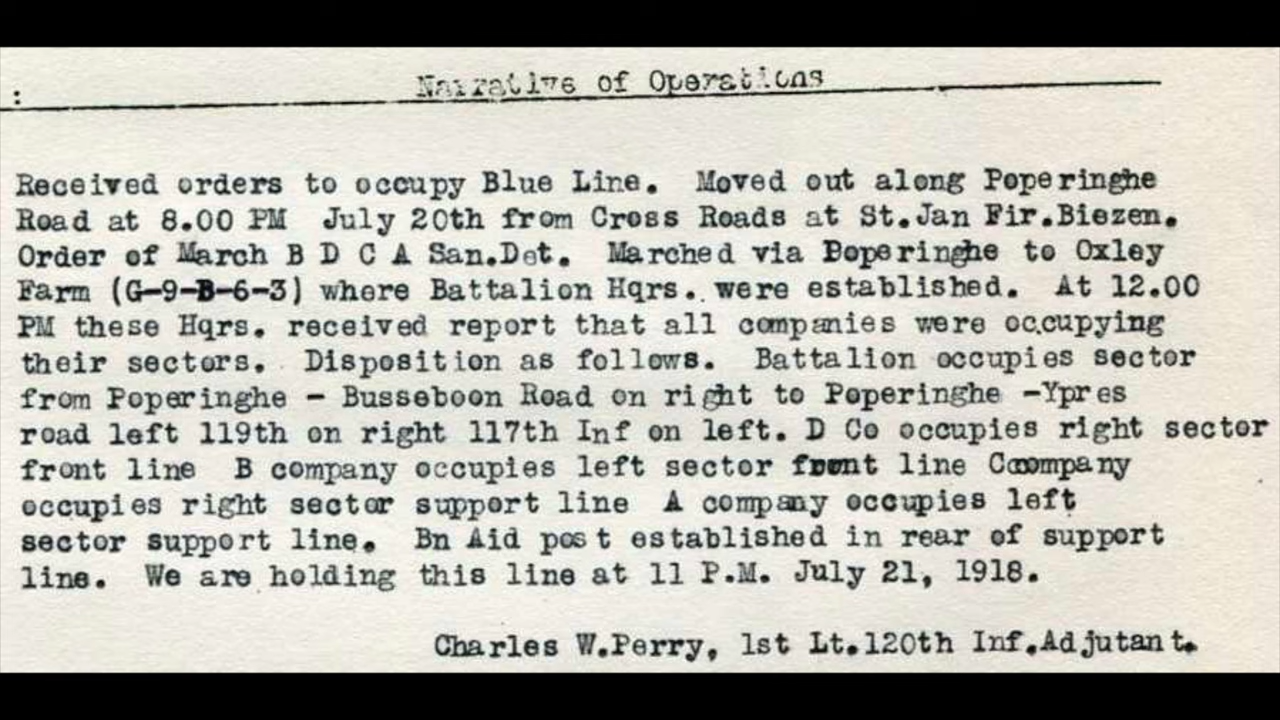 Narrative of Operations
:
Received orders to occupy Blue Line. Moved out along Poperinghe
Road at 8.00 PM July 20th from Cross Roads at St.Jan Fir.Biezen.
Order of March B D C A San.Det. Marched via Poperinghe to Oxley
Farm (G-9-B-6-3) where Battalion Hqrs. were established. At 12.00
PM these Hqrs. received report that all companies were occupying
their sectors. Disposition as follows. Battalion occupies sector
from Poperinghe - Busseboon Road on right to Poperinghe -Ypres
road left 119th on right 117th Inf on left. D Co occupies right sector
front line B company occupies left sector front line Ccompany
occupies right sector support line A company occupies left
sector support line. Bn Aid post established in rear of support
line. We are holding this line at 11 P.M. July 21, 1918.
Charles W.Perry, 1st Lt.120th Inf.Adjutant.